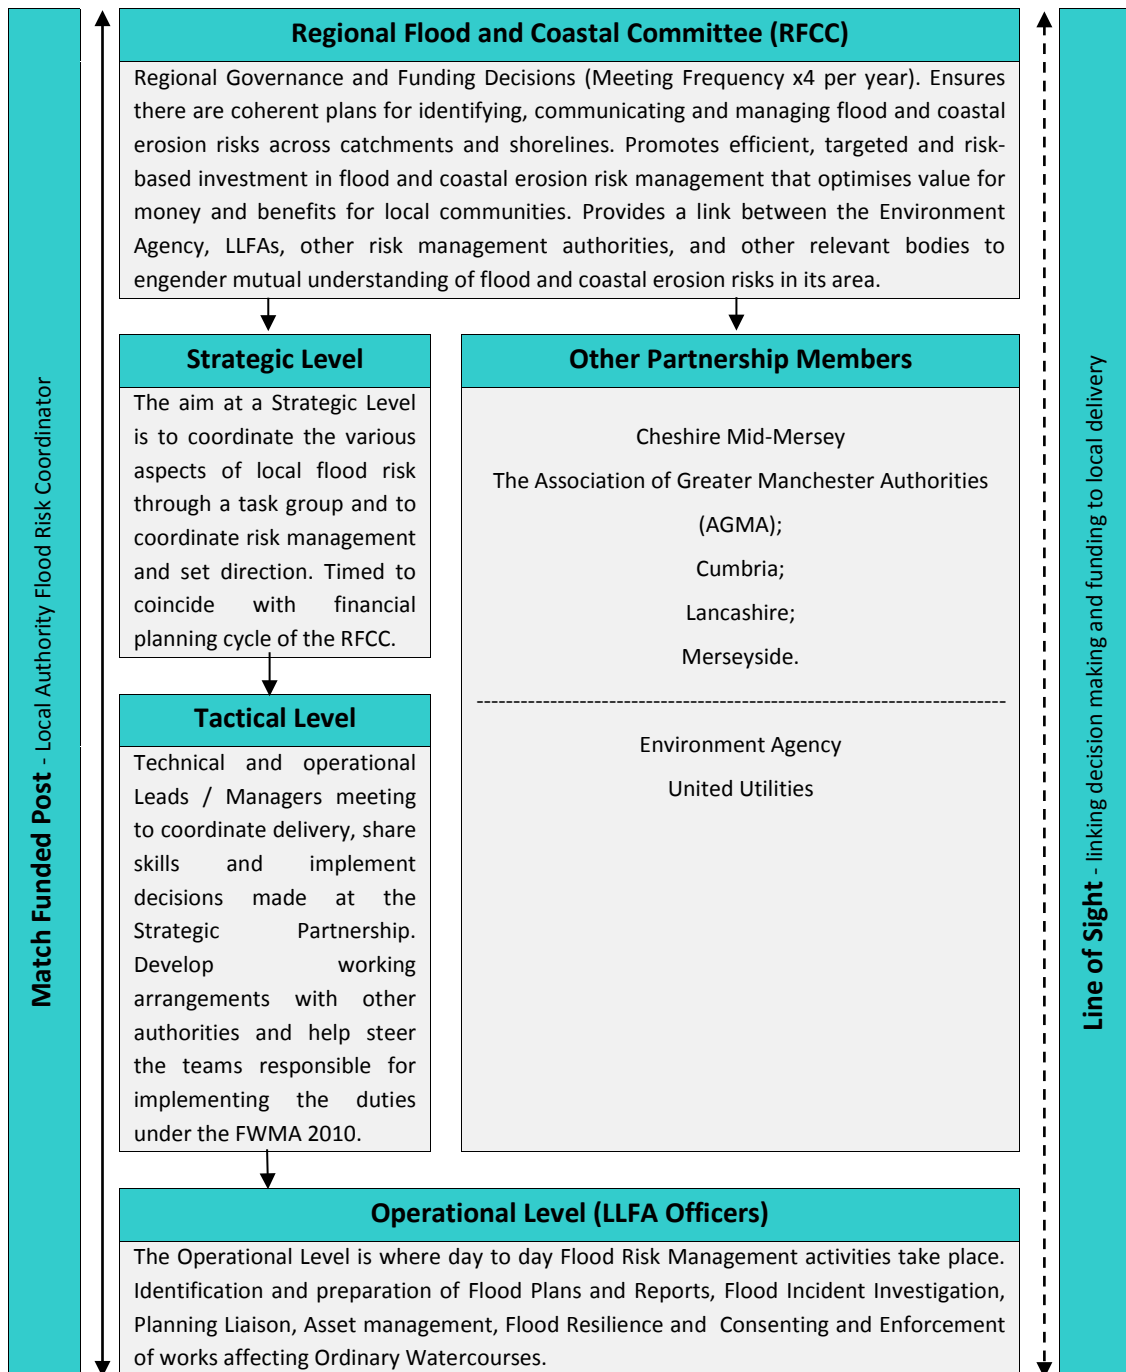 Regional Flood and Coastal Committee (RFCC)
Regional Governance and Funding Decisions (Meeting Frequency x4 per year). Ensures
there are coherent plans for identifying, communicating and managing flood and coastal
erosion risks across catchments and shorelines. Promotes efficient, targeted and risk-
based investment in flood and coastal erosion risk management that optimises value for
money and benefits for local communities. Provides a link between the Environment
Agency, LLFAs, other risk management authorities, and other relevant bodies to
engender mutual understanding of flood and coastal erosion risks in its area.
Match Funded Post - Local Authority Flood Risk Coordinator
Strategic Level
The aim at a Strategic Level
is to coordinate the various
aspects of local flood risk
through a task group and to
coordinate risk management
and set direction. Timed to
coincide with financial
planning cycle of the RFCC.
Tactical Level
Technical and operational
Leads / Managers meeting
to coordinate delivery, share
skills and implement
decisions made at the
Strategic Partnership.
Develop working
arrangements with other
authorities and help steer
the teams responsible for
implementing the duties
under the FWMA 2010.
Other Partnership Members
Cheshire Mid-Mersey
The Association of Greater Manchester Authorities
(AGMA);
Cumbria;
Lancashire;
Merseyside.
Environment Agency
United Utilities
Line of Sight - linking decision making and funding to local delivery
Operational Level (LLFA Officers)
The Operational Level is where day to day Flood Risk Management activities take place.
Identification and preparation of Flood Plans and Reports, Flood Incident Investigation,
Planning Liaison, Asset management, Flood Resilience and Consenting and Enforcement
of works affecting Ordinary Watercourses.